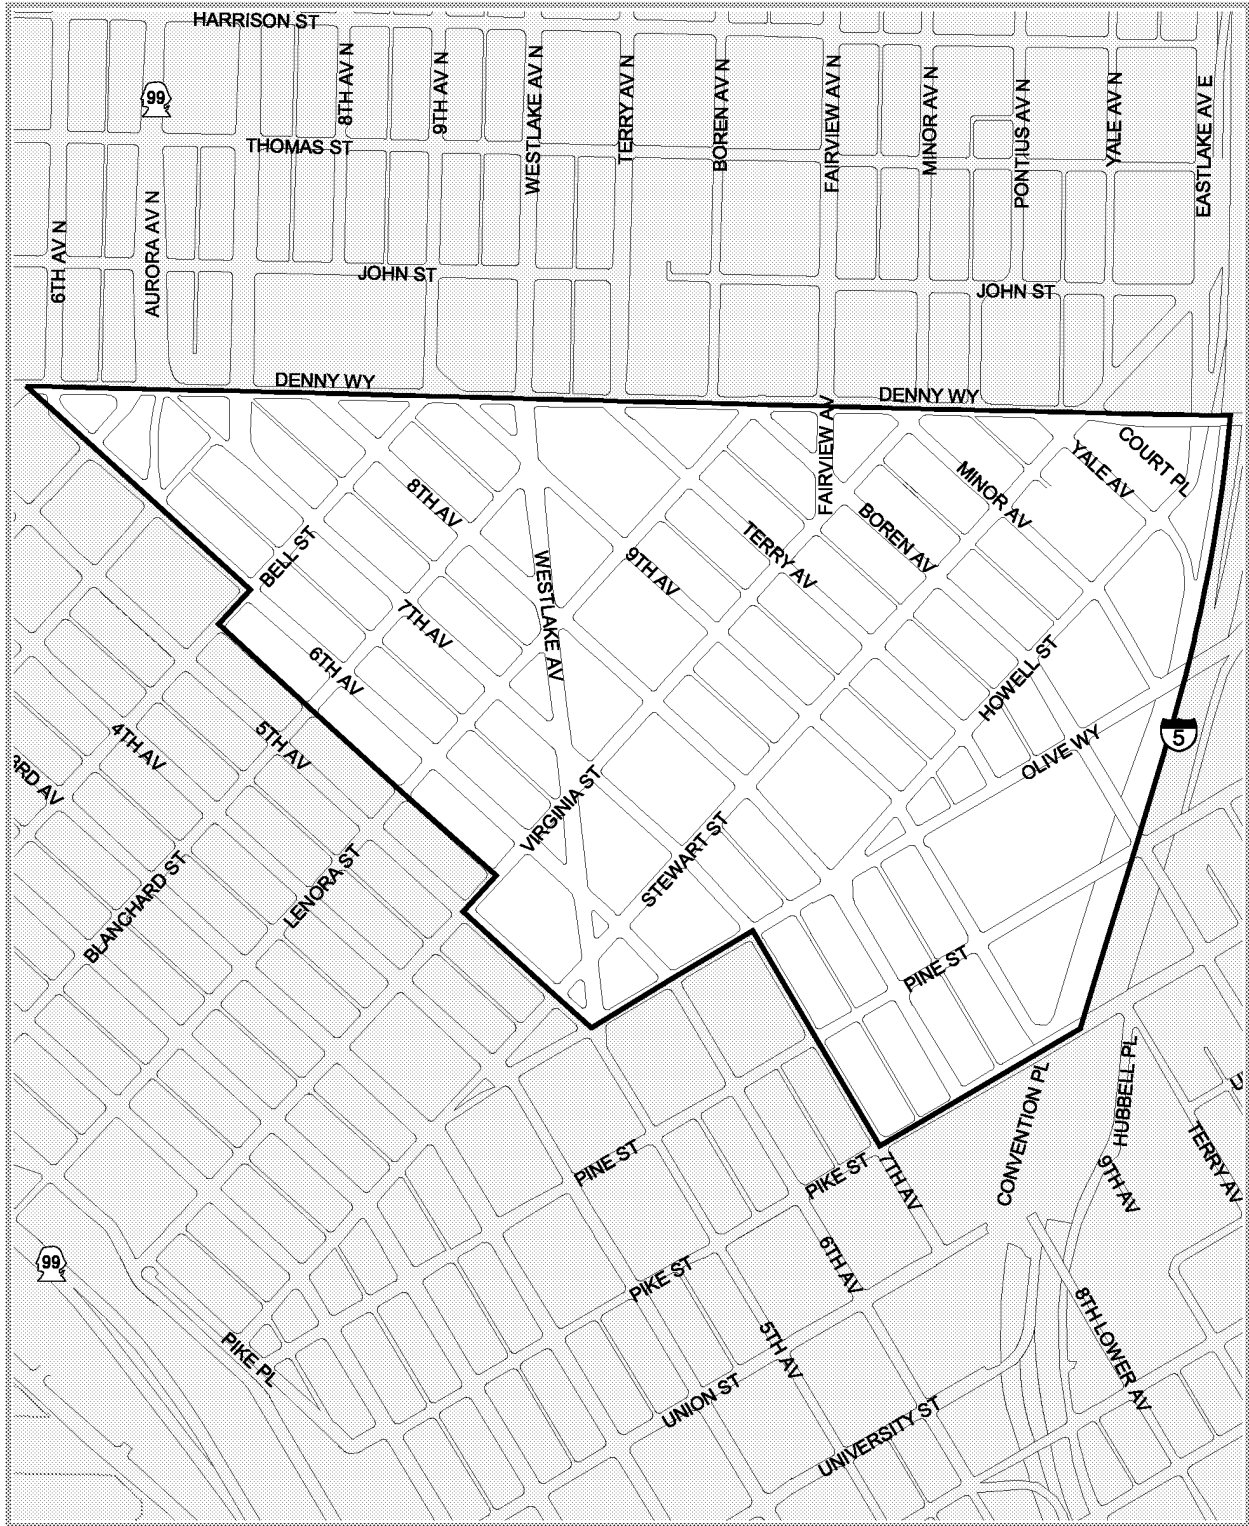 HARRISON ST
8TH AV N
9TH AV N
WESTLAKE AV N
TERRY AV N
BOREN AV N
FAIRVIEW AV N
MINOR AV N
PONTIUS AV N
YALE AV N
EASTLAKE AV E
99
THOMAS ST
6TH AV N
AURORA AV N
JOHN ST
JOHN ST
DENNY WY
DENNY WY
FAIRVIEW AV
COURT PL
YALE AV
MINOR AV
8TH AV
BOREN AV
TERRY AV
BELL ST
WESTLAKE AV
9TH AV
7TH AV
6TH AV
HOWELL ST
4TH AV
5TH AV
5
OLIVE WY
3RD AV
VIRGINIA ST
STEWART ST
BLANCHARD ST
LENORA ST
PINE ST
CONVENTION PL
HUBBELL PL
U
PINE ST
PIKE ST
7TH AV
9TH AV
TERRY AV
99
6TH AV
PIKE ST
8TH LOWER AV
PIKE PL
5TH AV
UNION ST
UNIVERSITY ST